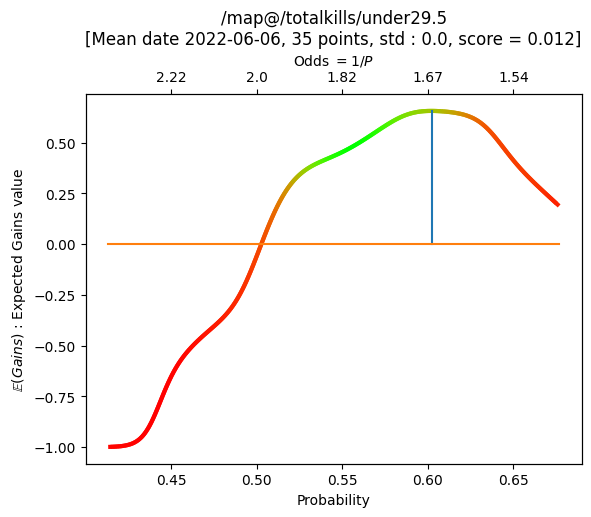 /map@/totalkills/under29.5
[Mean date 2022-06-06, 35 points, std : 0.0, score = 0.012]
Odds = 1/P
2.22 2.0 1.82 1.67 1.54
0.50
0.25
0.00
−0.25
−0.50
−0.75
−1.00
𝔼(Gains) : Expected Gains value
0.45 0.50 0.55 0.60 0.65
Probability